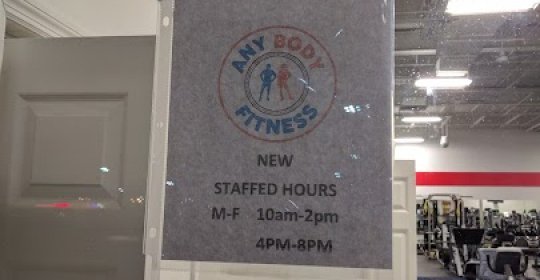 ANY BODY
FITNESS
NEW
STAFFED HOURS
M-F 10am-2pm
4PM-8PM